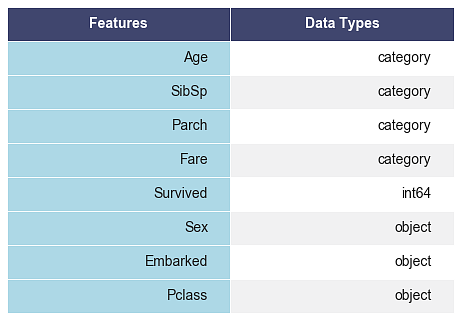 Features Data Types
Age category
SibSp category
Parch category
Fare category
Survived int64
Sex object
Embarked object
Pclass object